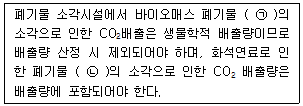 폐기물 소각시설에서 바이오매스 폐기물 ( ㉠ )의
소각으로 인한 CO₂배출은 생물학적 배출량이므로
배출량 산정 시 제외되어야 하며, 화석연료로 인
한 폐기물 ( ㉡ )의 소각으로 인한 CO₂ 배출량은
배출량에 포함되어야 한다.